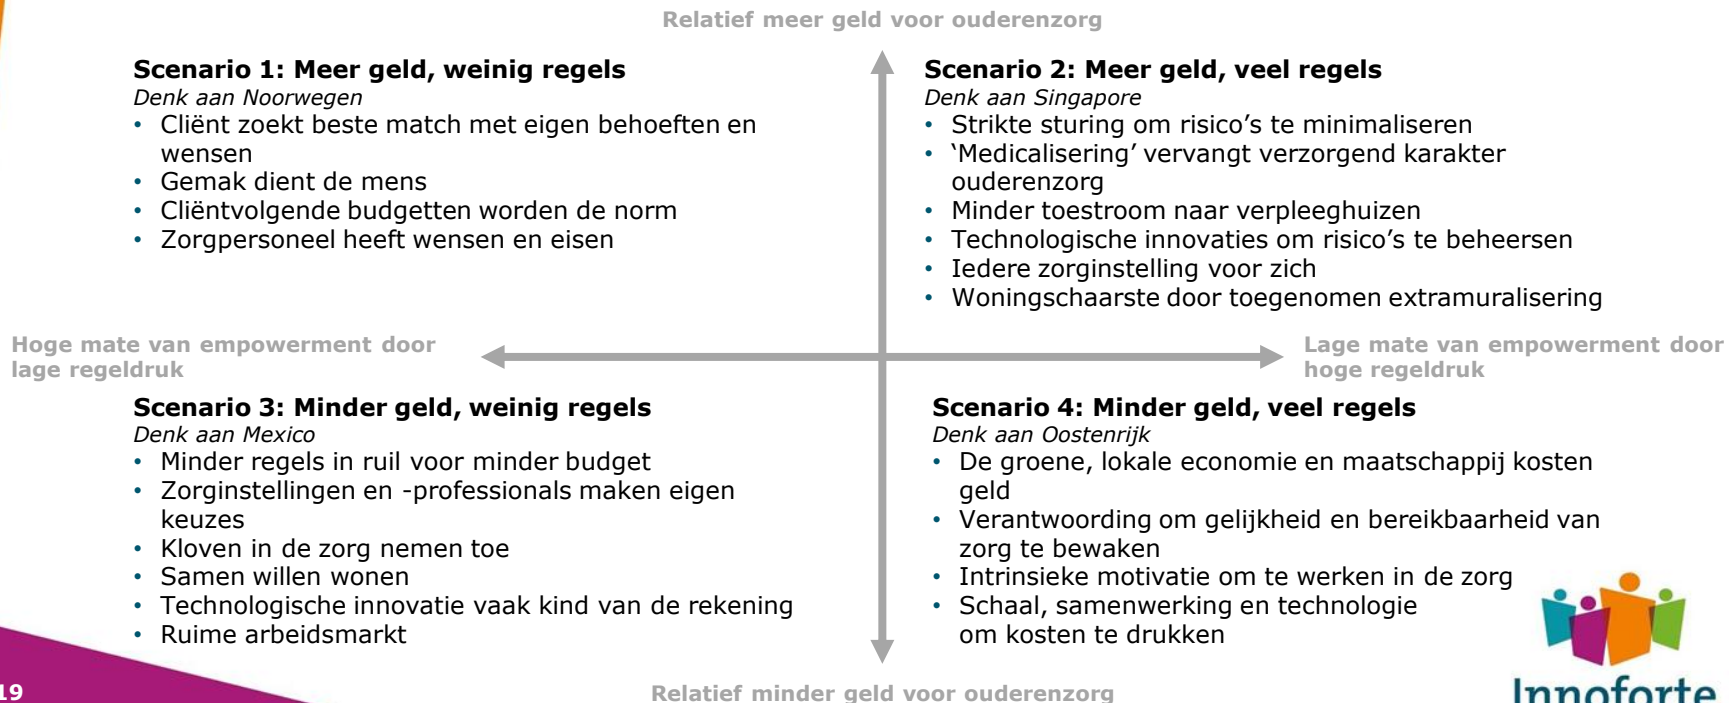 Relatief meer geld voor ouderenzorg
Scenario 1: Meer geld, weinig regels
Denk aan Noorwegen
• Cliënt zoekt beste match met eigen behoeften en
wensen
• Gemak dient de mens
• Cliëntvolgende budgetten worden de norm
• Zorgpersoneel heeft wensen en eisen
Scenario 2: Meer geld, veel regels
Denk aan Singapore
• Strikte sturing om risico’s te minimaliseren
• ‘Medicalisering’ vervangt verzorgend karakter
ouderenzorg
• Minder toestroom naar verpleeghuizen
• Technologische innovaties om risico’s te beheersen
• Iedere zorginstelling voor zich
• Woningschaarste door toegenomen extramuralisering
Hoge mate van empowerment door
lage regeldruk
Lage mate van empowerment door
hoge regeldruk
Scenario 3: Minder geld, weinig regels
Denk aan Mexico
• Minder regels in ruil voor minder budget
• Zorginstellingen en -professionals maken eigen
keuzes
• Kloven in de zorg nemen toe
• Samen willen wonen
• Technologische innovatie vaak kind van de rekening
• Ruime arbeidsmarkt
Scenario 4: Minder geld, veel regels
Denk aan Oostenrijk
• De groene, lokale economie en maatschappij kosten
geld
• Verantwoording om gelijkheid en bereikbaarheid van
zorg te bewaken
• Intrinsieke motivatie om te werken in de zorg
• Schaal, samenwerking en technologie
om kosten te drukken
19
Relatief minder geld voor ouderenzorg
Innoforte